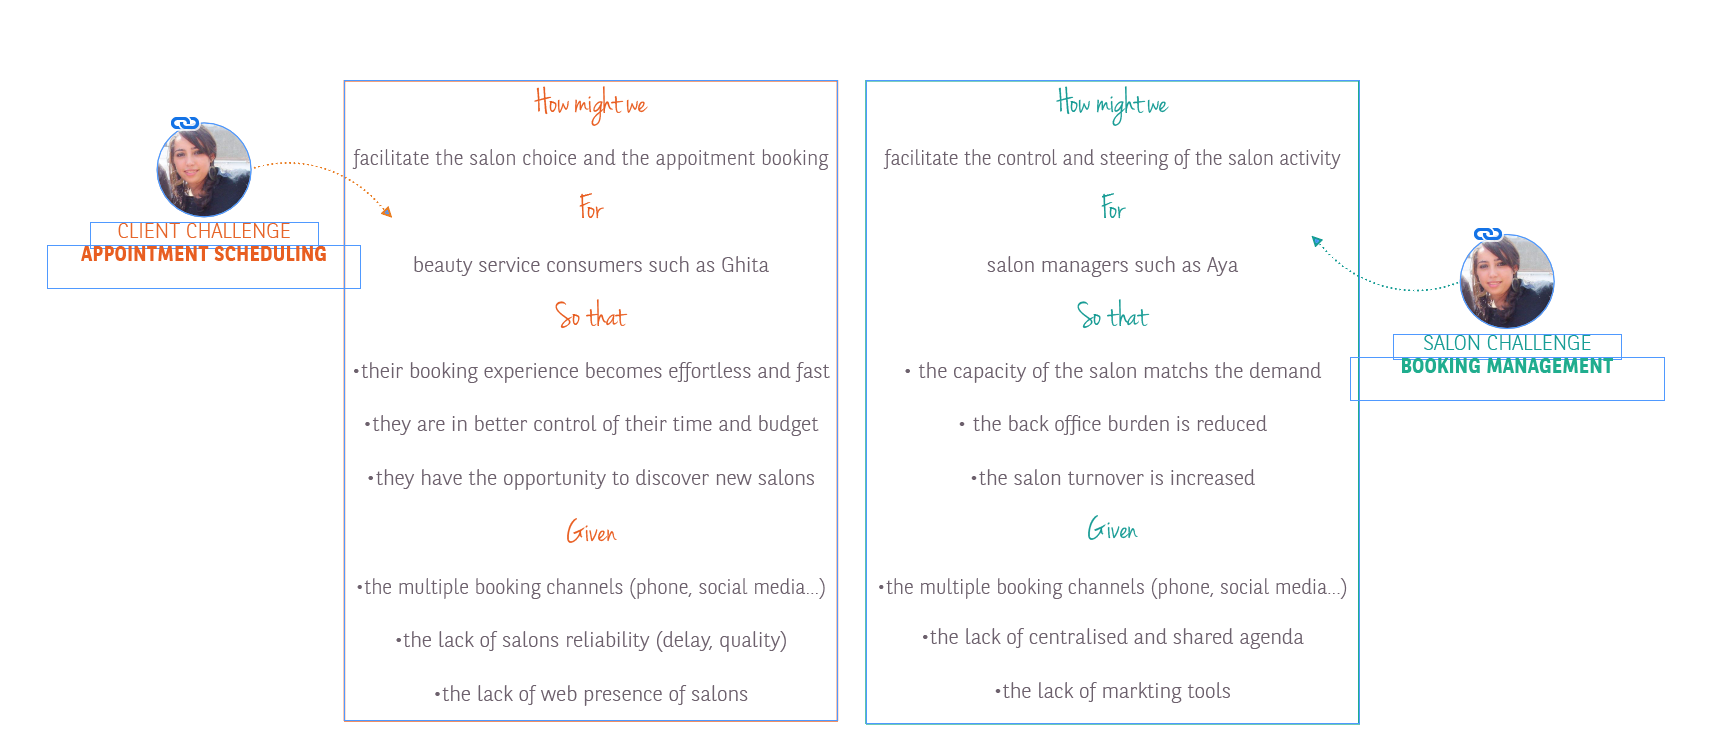 CLIENT CHALLENGE
APPOINTMENT SCHEDULING
How might we
facilitate the salon choice and the appoitment booking
For
beauty service consumers such as Ghita
So that
•their booking experience becomes effortless and fast
•they are in better control of their time and budget
•they have the opportunity to discover new salons
Given
•the multiple booking channels (phone, social media...)
•the lack of salons reliability (delay, quality)
•the lack of web presence of salons
How might we
facilitate the control and steering of the salon activity
For
salon managers such as Aya
So that
• the capacity of the salon matchs the demand
• the back office burden is reduced
•the salon turnover is increased
Given
•the multiple booking channels (phone, social media...)
•the lack of centralised and shared agenda
•the lack of markting tools
SALON CHALLENGE
BOOKING MANAGEMENT